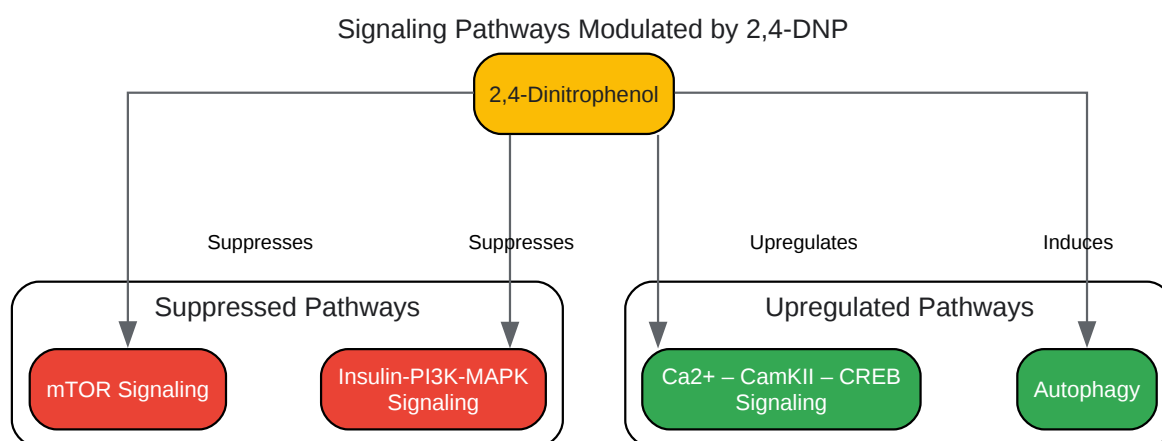 Signaling Pathways Modulated by 2,4-DNP
2,4-Dinitrophenol
Suppresses
Suppresses
Upregulates
Induces
Suppressed Pathways
Upregulated Pathways
mTOR Signaling
Insulin-PI3K-MAPK
Signaling
Ca2+ – CamKII – CREB
Signaling
Autophagy